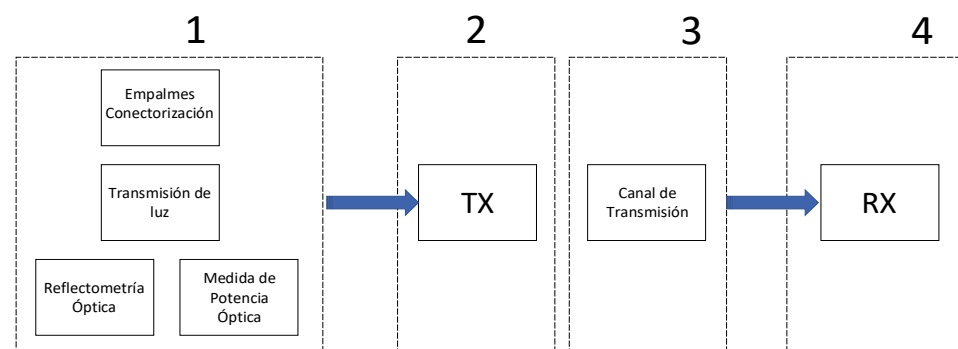 1
2
3
4
Empalmes
Conectorización
Transmisión de
luz
Reflectometría
Óptica
Medida de
Potencia
Óptica
TX
Canal de
Transmisión
RX